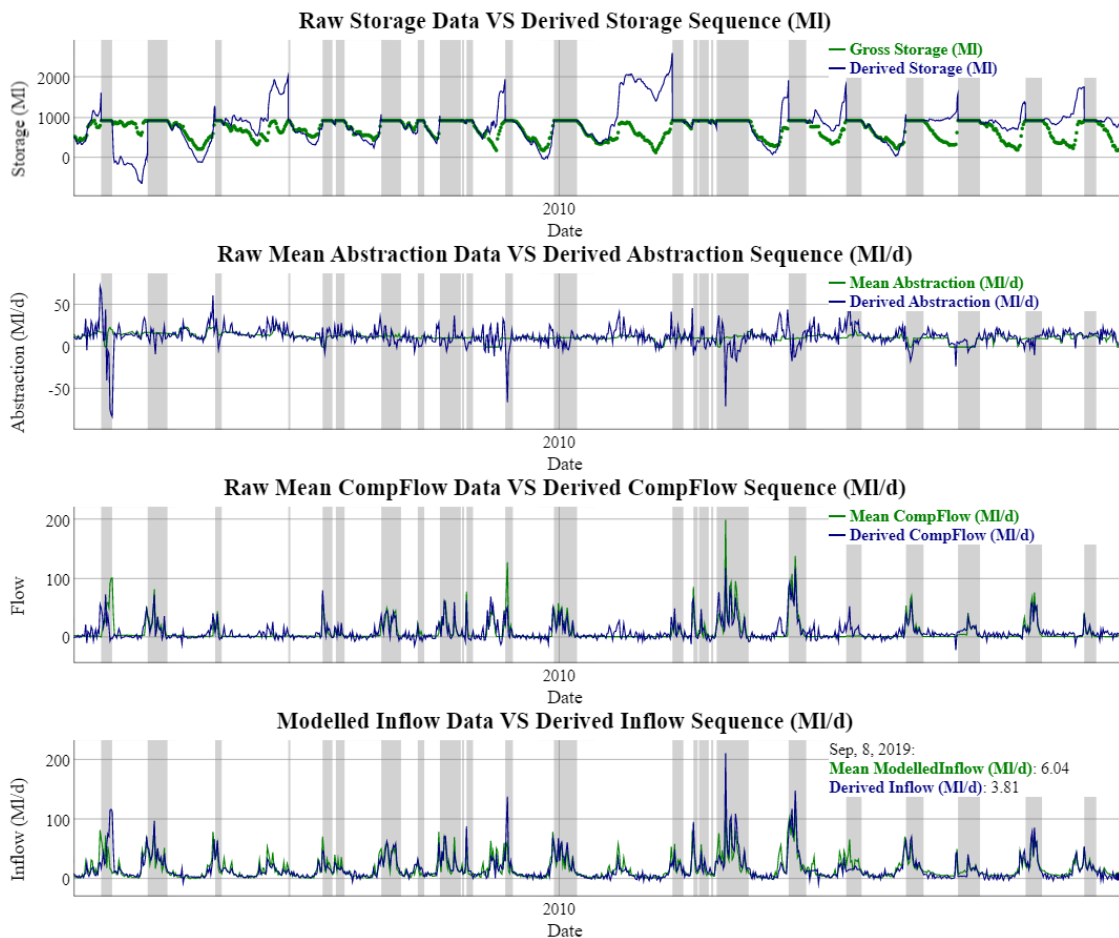 Raw Storage Data VS Derived Storage Sequence (Ml)
Gross Storage (Ml)
Derived Storage (Ml)
Storage (Ml)
2000
1000
0
2010
Date
Raw Mean Abstraction Data VS Derived Abstraction Sequence (Ml/d)
Mean Abstraction (Ml/d)
Derived Abstraction (Ml/d)
Abstraction (Ml/d)
50
0
-50
2010
Date
Raw Mean CompFlow Data VS Derived CompFlow Sequence (Ml/d)
Mean CompFlow (Ml/d)
Derived CompFlow (Ml/d)
Flow
200
100
0
2010
Date
Modelled Inflow Data VS Derived Inflow Sequence (Ml/d)
Sep, 8, 2019:
Mean ModelledInflow (Ml/d): 6.04
Derived Inflow (Ml/d): 3.81
Inflow (Ml/d)
200
100
0
2010
Date